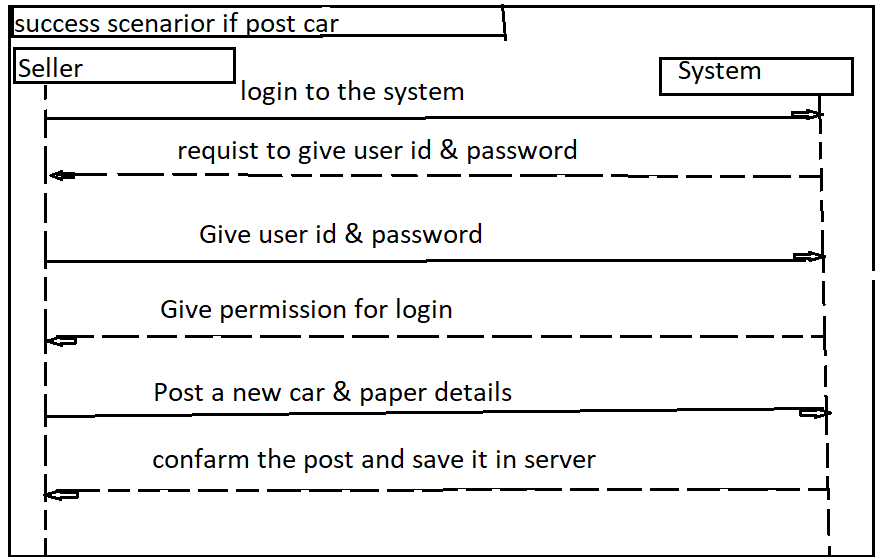 success scenarior if post car
Seller
System
login to the system
requist to give user id & password
Give user id & password
Give permission for login
Post a new car & paper details
confarm the post and save it in server